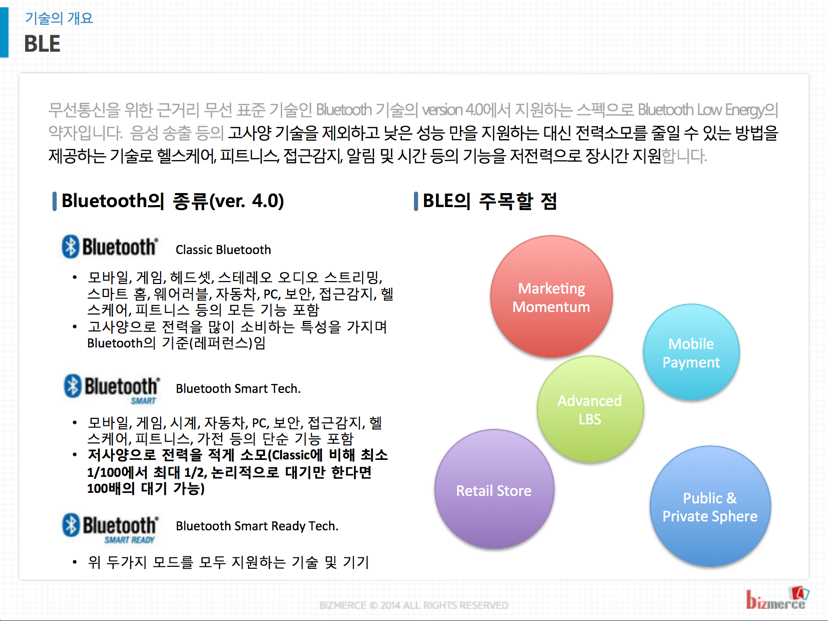 기술의 개요
BLE
무선통신을 위한 근거리 무선 표준 기술인 Bluetooth 기술의 version 4.0에서 지원하는 스펙으로 Bluetooth Low Energy의
약자입니다. 음성 송출 등의 고사양 기술을 제외하고 낮은 성능 만을 지원하는 대신 전력소모를 줄일 수 있는 방법을
제공하는 기술로 헬스케어, 피트니스, 접근감지, 알림 및 시간 등의 기능을 저전력으로 장시간 지원합니다.
Bluetooth의 종류(ver. 4.0)
Bluetooth Classic Bluetooth
• 모바일, 게임, 헤드셋, 스테레오 오디오 스트리밍,
스마트 홈, 웨어러블, 자동차, PC, 보안, 접근감지, 헬
스케어, 피트니스 등의 모든 기능 포함
• 고사양으로 전력을 많이 소비하는 특성을 가지며
Bluetooth의 기준(레퍼런스)임
Bluetooth SMART Bluetooth Smart Tech.
• 모바일, 게임, 시계, 자동차, PC, 보안, 접근감지, 헬
스케어, 피트니스, 가전 등의 단순 기능 포함
• 저사양으로 전력을 적게 소모(Classic에 비해 최소
1/100에서 최대 1/2, 논리적으로 대기만 한다면
100배의 대기 가능)
Bluetooth SMART READY Bluetooth Smart Ready Tech.
• 위 두가지 모드를 모두 지원하는 기술 및 기기
BLE의 주목할 점
Marketing
Momentum
Mobile
Payment
Advanced
LBS
Retail Store
Public &
Private Sphere
BIZMERCE © 2014 ALL RIGHTS RESERVED
bizmerce